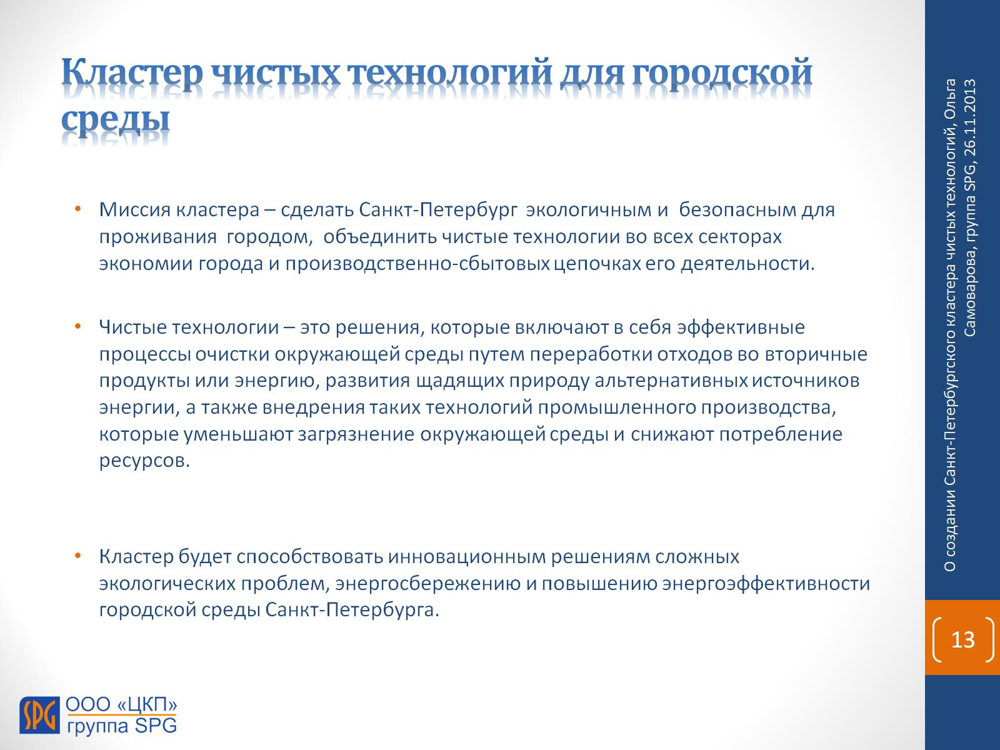 Кластер чистых технологий для городской
среды
• Миссия кластера – сделать Санкт-Петербург экологичным и безопасным для
проживания городом, объединить чистые технологии во всех секторах
экономии города и производственно-сбытовых цепочках его деятельности.
• Чистые технологии – это решения, которые включают в себя эффективные
процессы очистки окружающей среды путем переработки отходов во вторичные
продукты или энергию, развития щадящих природу альтернативных источников
энергии, а также внедрения таких технологий промышленного производства,
которые уменьшают загрязнение окружающей среды и снижают потребление
ресурсов.
• Кластер будет способствовать инновационным решениям сложных
экологических проблем, энергосбережению и повышению энергоэффективности
городской среды Санкт-Петербурга.
О создании Санкт-Петербургского кластера чистых технологий, Ольга
Самоварова, группа SPG, 26.11.2013
13
SPG
ООО «ЦКП»
группа SPG